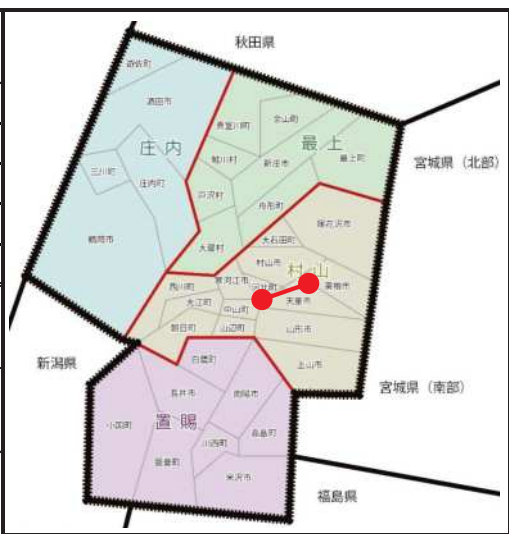 秋田県
遊佐町
酒田市
金山町
真室川町
庄内
最上
三川町
庄内町
鮭川村
新庄市
最上町
宮城県（北部）
戸沢村
鶴岡市
舟形町
尾花沢市
大蔵村
大石田町
村山市
村山
西川町
寒河江市
河北町
東根市
大江町
天童市
中山町
朝日町
山辺町
山形市
新潟県
白鷹町
上山市
宮城県（南部）
長井市
南陽市
小国町
置賜
高畠町
川西町
飯豊町
米沢市
福島県